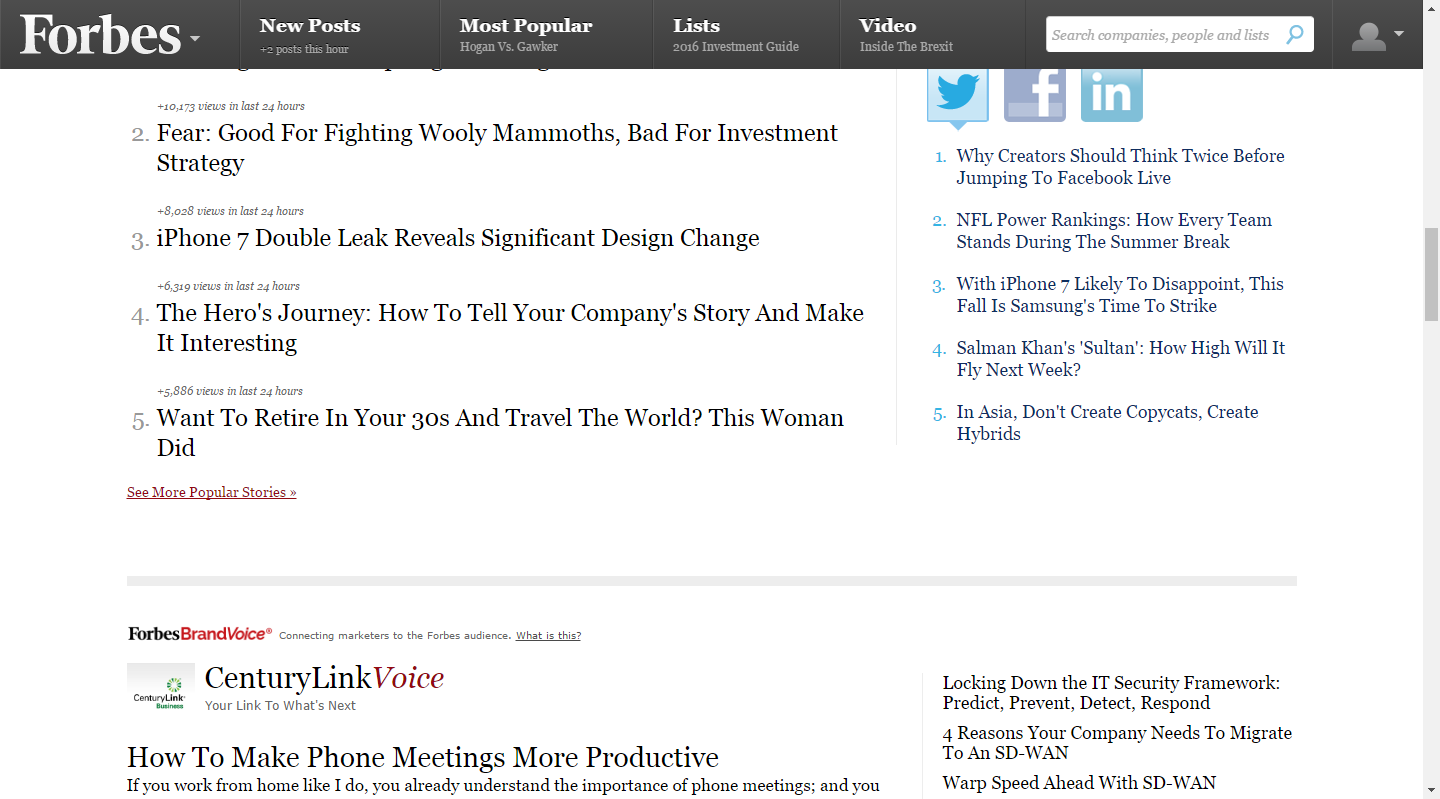 Forbes
New Posts
+2 posts this hour
Most Popular
Hogan Vs. Gawker
Lists
2016 Investment Guide
Video
Inside The Brexit
Search companies, people and lists
+10,173 views in last 24 hours
2. Fear: Good For Fighting Wooly Mammoths, Bad For Investment
Strategy
+8,028 views in last 24 hours
3. iPhone 7 Double Leak Reveals Significant Design Change
+6,319 views in last 24 hours
4. The Hero's Journey: How To Tell Your Company's Story And Make
It Interesting
+5,886 views in last 24 hours
5. Want To Retire In Your 30s And Travel The World? This Woman
Did
See More Popular Stories »
f
in
1. Why Creators Should Think Twice Before
Jumping To Facebook Live
2. NFL Power Rankings: How Every Team
Stands During The Summer Break
3. With iPhone 7 Likely To Disappoint, This
Fall Is Samsung's Time To Strike
4. Salman Khan's 'Sultan': How High Will It
Fly Next Week?
5. In Asia, Don't Create Copycats, Create
Hybrids
ForbesBrandVoice® Connecting marketers to the Forbes audience. What is this?
CenturyLink
Business
CenturyLinkVoice
Your Link To What's Next
How To Make Phone Meetings More Productive
If you work from home like I do, you already understand the importance of phone meetings; and you
Locking Down the IT Security Framework:
Predict, Prevent, Detect, Respond
4 Reasons Your Company Needs To Migrate
To An SD-WAN
Warp Speed Ahead With SD-WAN